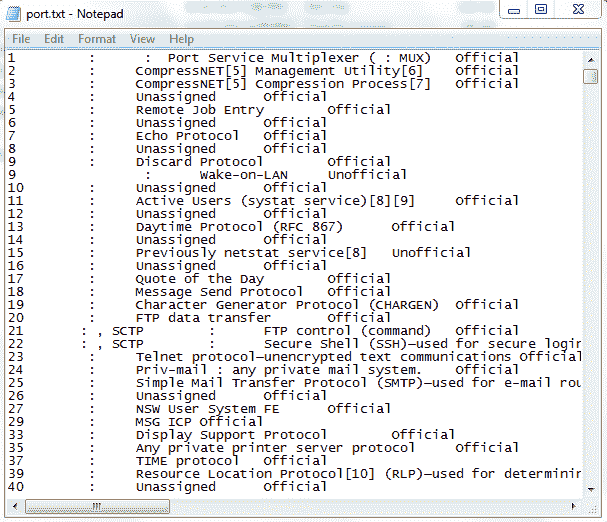 port.txt - Notepad
File Edit Format View Help
1 : : Port Service Multiplexer ( : MUX) Official
2 : CompressNET[5] Management Utility[6] Official
3 : CompressNET[5] Compression Process[7] Official
4 : Unassigned Official
5 : Remote Job Entry Official
6 : Unassigned Official
7 : Echo Protocol Official
8 : Unassigned Official
9 : Discard Protocol Official
9 : Wake-on-LAN Unofficial
10 : Unassigned Official
11 : Active Users (systat service)[8][9] Official
12 : Unassigned Official
13 : Daytime Protocol (RFC 867) Official
14 : Unassigned Official
15 : Previously netstat service[8] Unofficial
16 : Unassigned Official
17 : Quote of the Day Official
18 : Message Send Protocol Official
19 : Character Generator Protocol (CHARGEN) Official
20 : FTP data transfer Official
21 : , SCTP : FTP control (command) Official
22 : , SCTP : Secure Shell (SSH)—used for secure login
23 : Telnet protocol—unencrypted text communications Official
24 : Priv-mail : any private mail system. Official
25 : Simple Mail Transfer Protocol (SMTP)—used for e-mail rou
26 : Unassigned Official
27 : NSW User System FE Official
29 : MSG ICP Official
33 : Display Support Protocol Official
35 : Any private printer server protocol Official
37 : TIME protocol Official
39 : Resource Location Protocol[10] (RLP)—used for determinin
40 : Unassigned Official